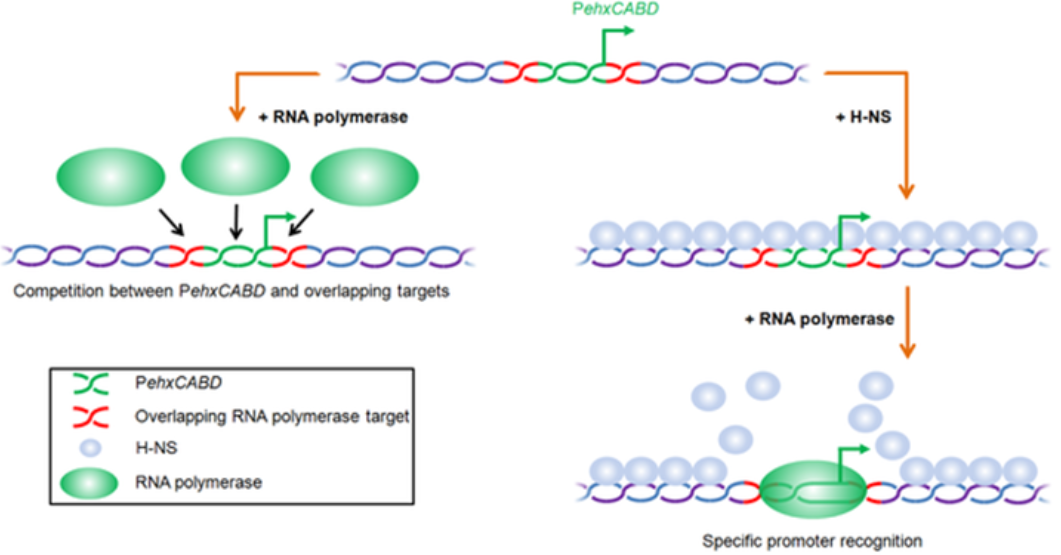 PehxCABD
+ RNA polymerase
+ H-NS
Competition between PehxCABD and overlapping targets
+ RNA polymerase
PehxCABD
Overlapping RNA polymerase target
H-NS
RNA polymerase
Specific promoter recognition